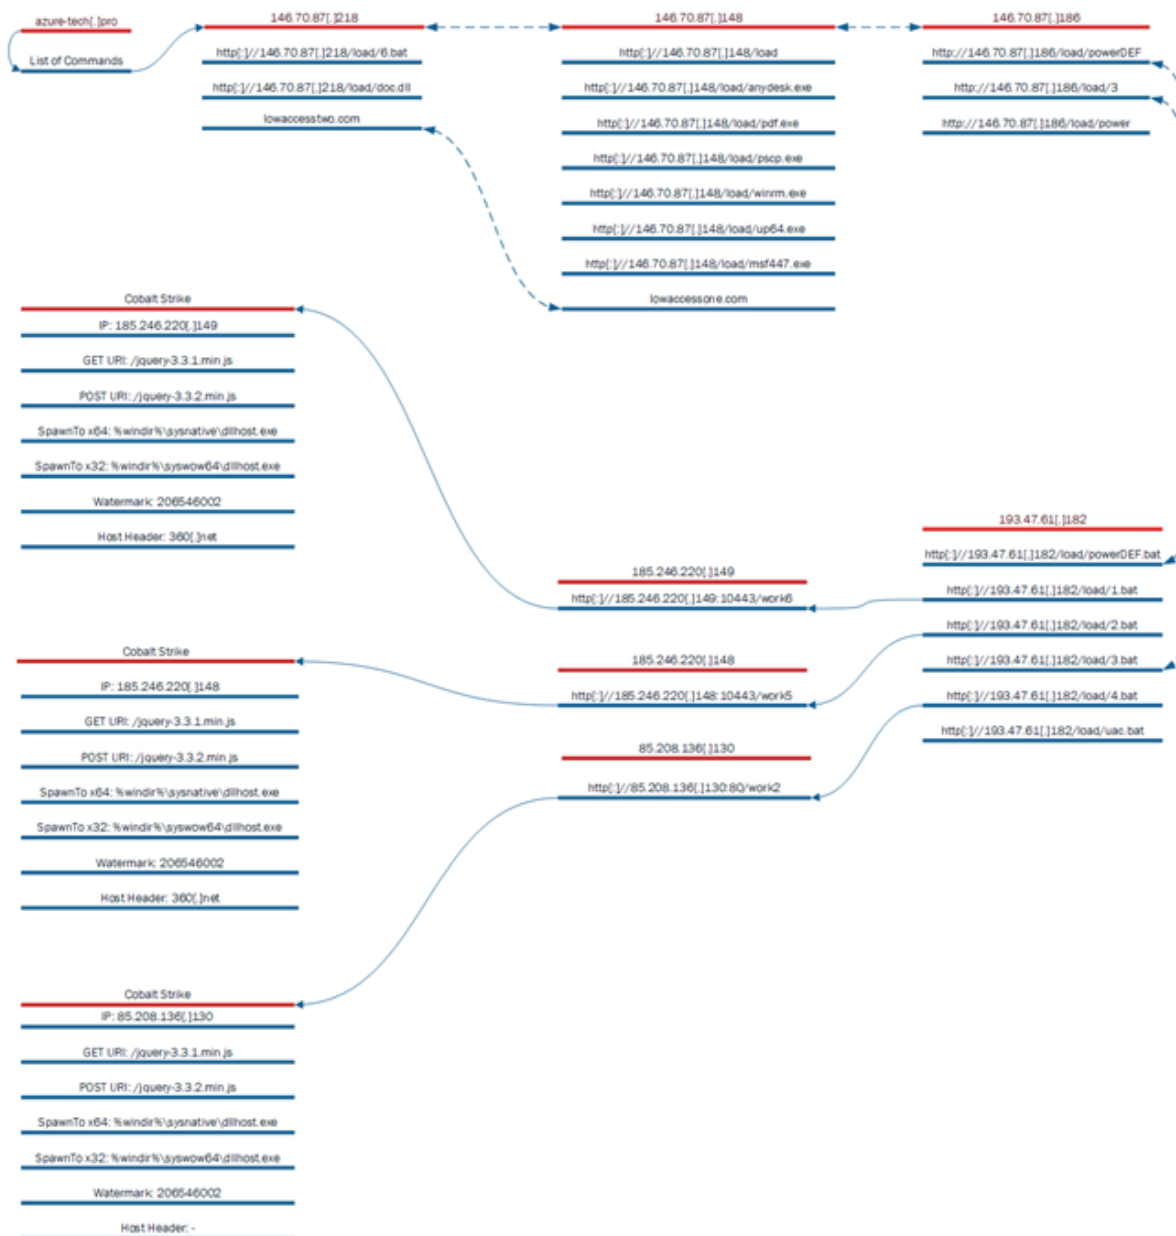 azure-tech[.]pro
List of Commands
146.70.87[.]218
http[:]//146.70.87[.]218/load/6.bat
http[:]//146.70.87[.]218/load/doc.dll
lowaccesstwo.com
146.70.87[.]148
http[:]//146.70.87[.]148/load
http[:]//146.70.87[.]148/load/anydesk.exe
http[:]//146.70.87[.]148/load/pdf.exe
http[:]//146.70.87[.]148/load/pscp.exe
http[:]//146.70.87[.]148/load/winrm.exe
http[:]//146.70.87[.]148/load/up64.exe
http[:]//146.70.87[.]148/load/msf447.exe
lowaccessone.com
146.70.87[.]186
http://146.70.87[.]186/load/powerDEF
http://146.70.87[.]186/load/3
http://146.70.87[.]186/load/power
Cobalt Strike
IP: 185.246.220[.]149
GET URI: /jquery-3.3.1.min.js
POST URI: /jquery-3.3.2.min.js
SpawnTo x64: %windir%\sysnative\dllhost.exe
SpawnTo x32: %windir%\syswow64\dllhost.exe
Watermark: 206546002
Host Header: 360[.]net
185.246.220[.]149
http[:]//185.246.220[.]149:10443/work6
193.47.61[.]182
http[:]//193.47.61[.]182/load/powerDEF.bat
http[:]//193.47.61[.]182/load/1.bat
http[:]//193.47.61[.]182/load/2.bat
http[:]//193.47.61[.]182/load/3.bat
http[:]//193.47.61[.]182/load/4.bat
http[:]//193.47.61[.]182/load/uac.bat
Cobalt Strike
IP: 185.246.220[.]148
GET URI: /jquery-3.3.1.min.js
POST URI: /jquery-3.3.2.min.js
SpawnTo x64: %windir%\sysnative\dllhost.exe
SpawnTo x32: %windir%\syswow64\dllhost.exe
Watermark: 206546002
Host Header: 360[.]net
185.246.220[.]148
http[:]//185.246.220[.]148:10443/work5
85.208.136[.]130
http[:]//85.208.136[.]130:80/work2
Cobalt Strike
IP: 85.208.136[.]130
GET URI: /jquery-3.3.1.min.js
POST URI: /jquery-3.3.2.min.js
SpawnTo x64: %windir%\sysnative\dllhost.exe
SpawnTo x32: %windir%\syswow64\dllhost.exe
Watermark: 206546002
Host Header: -